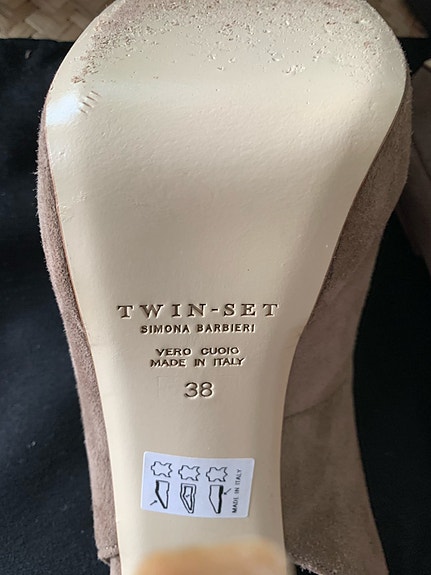 TWIN-SET
SIMONA BARBIERI
VERO CUOIO
MADE IN ITALY
38
MADE IN ITALY